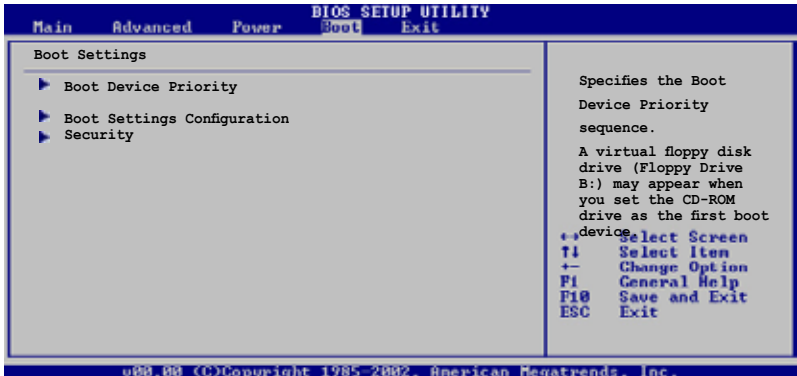 BIOS SETUP UTILITY
Main Advanced Power Boot Exit
Boot Settings
Boot Device Priority
Boot Settings Configuration
Security
Specifies the Boot
Device Priority
sequence.
A virtual floppy disk
drive (Floppy Drive
B:) may appear when
you set the CD-ROM
drive as the first boot
device.
←→ Select Screen
↑↓ Select Item
+- Change Option
F1 General Help
F10 Save and Exit
ESC Exit
v00.00 (C)Copyright 1985-2002, American Megatrends, Inc.